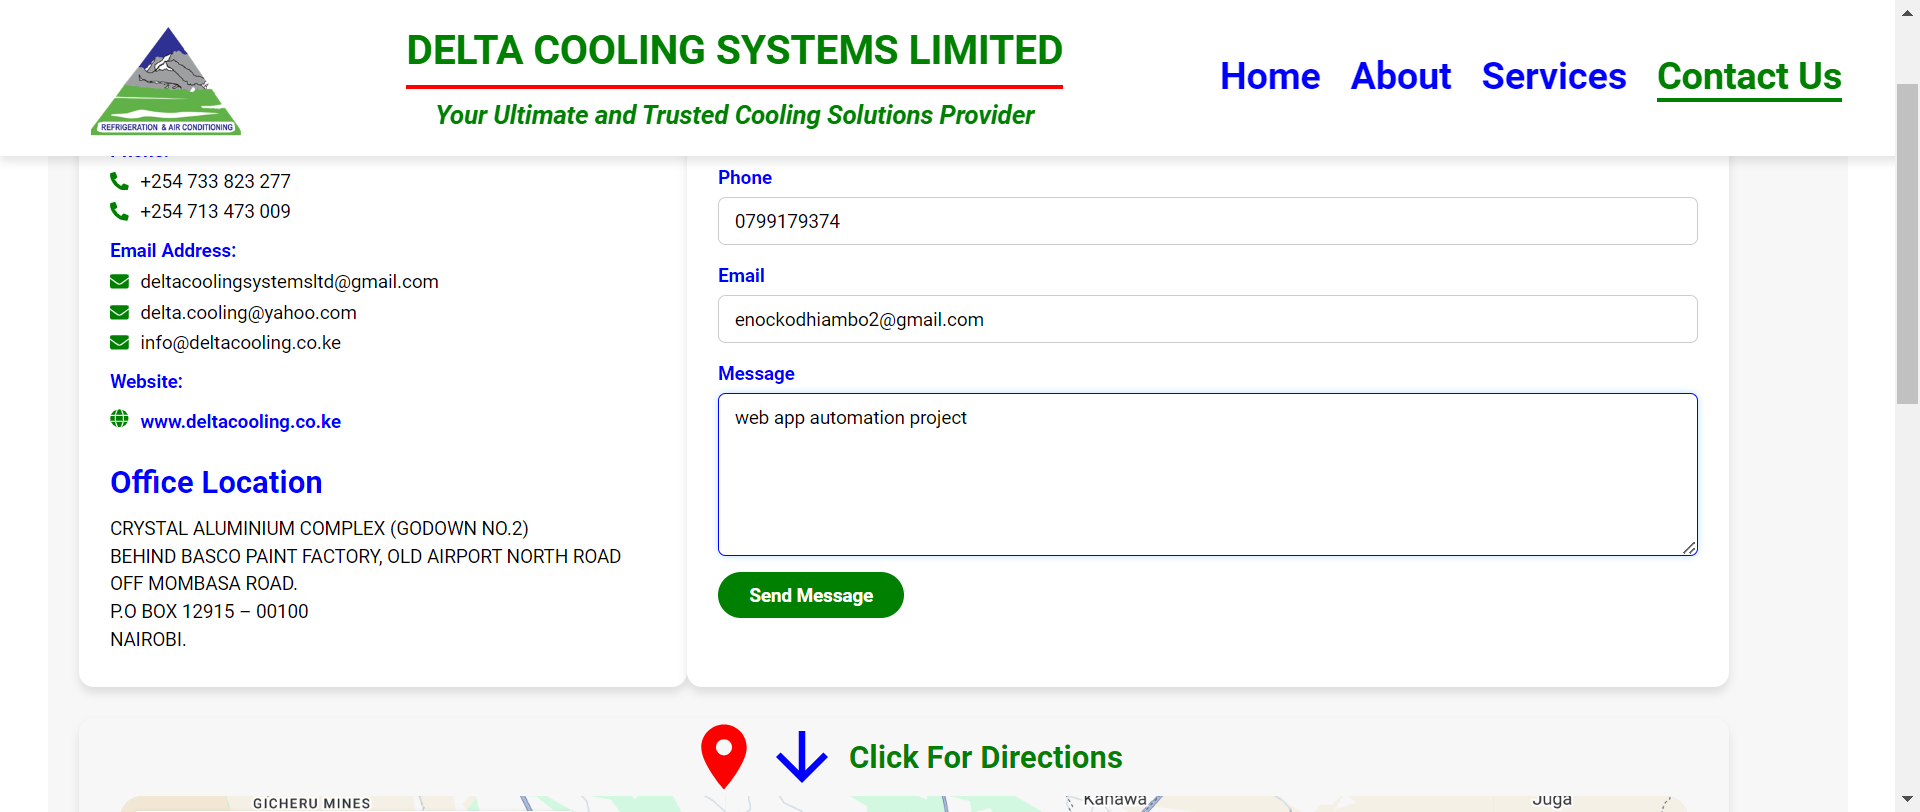 REFRIGERATION & AIR CONDITIONING
DELTA COOLING SYSTEMS LIMITED
Your Ultimate and Trusted Cooling Solutions Provider
Home
About
Services
Contact Us
+254 733 823 277
+254 713 473 009
Email Address:
deltacoolingsystemsltd@gmail.com
delta.cooling@yahoo.com
info@deltacooling.co.ke
Website:
www.deltacooling.co.ke
Office Location
CRYSTAL ALUMINIUM COMPLEX (GODOWN NO.2)
BEHIND BASCO PAINT FACTORY, OLD AIRPORT NORTH ROAD
OFF MOMBASA ROAD.
P.O BOX 12915 – 00100
NAIROBI.
Phone
0799179374
Email
enockodhiambo2@gmail.com
Message
web app automation project
Send Message
Click For Directions
GICHERU MINES
Kanawa
Juga